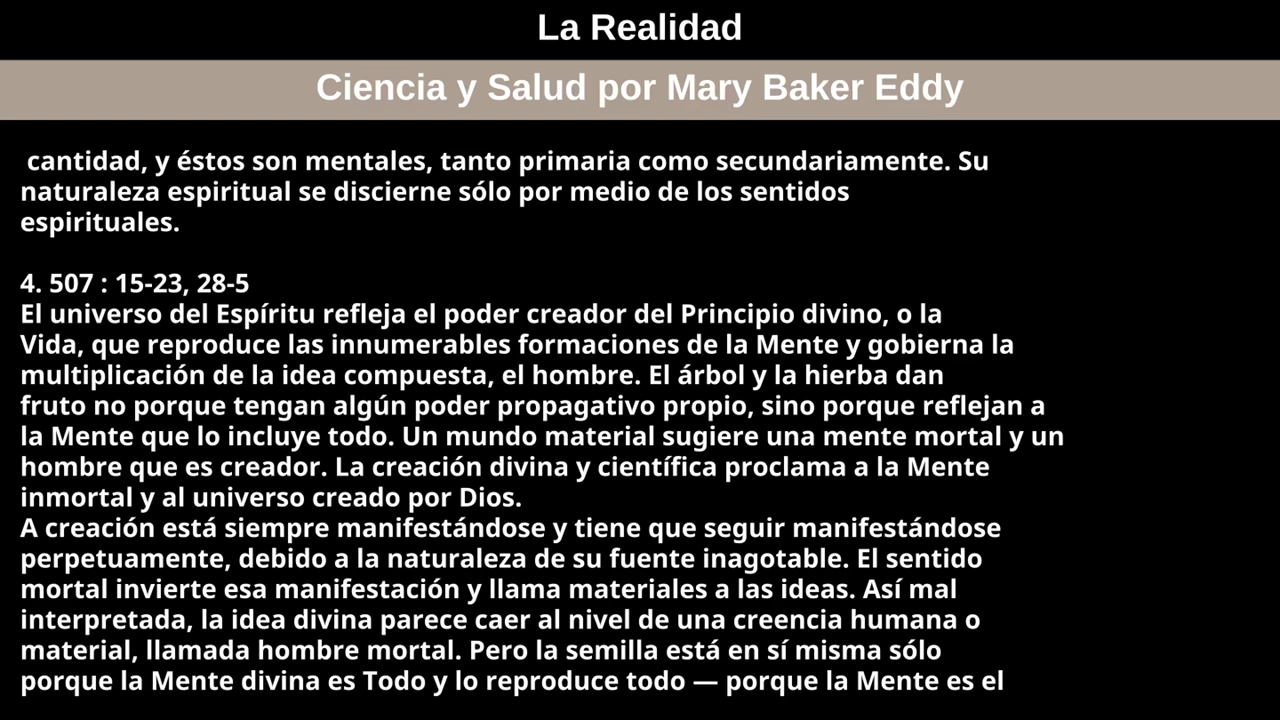 La Realidad
Ciencia y Salud por Mary Baker Eddy
cantidad, y éstos son mentales, tanto primaria como secundariamente. Su
naturaleza espiritual se discierne sólo por medio de los sentidos
espirituales.
4. 507 : 15-23, 28-5
El universo del Espíritu refleja el poder creador del Principio divino, o la
Vida, que reproduce las innumerables formaciones de la Mente y gobierna la
multiplicación de la idea compuesta, el hombre. El árbol y la hierba dan
fruto no porque tengan algún poder propagativo propio, sino porque reflejan a
la Mente que lo incluye todo. Un mundo material sugiere una mente mortal y un
hombre que es creador. La creación divina y científica proclama a la Mente
inmortal y al universo creado por Dios.
A creación está siempre manifestándose y tiene que seguir manifestándose
perpetuamente, debido a la naturaleza de su fuente inagotable. El sentido
mortal invierte esa manifestación y llama materiales a las ideas. Así mal
interpretada, la idea divina parece caer al nivel de una creencia humana o
material, llamada hombre mortal. Pero la semilla está en sí misma sólo
porque la Mente divina es Todo y lo reproduce todo — porque la Mente es el